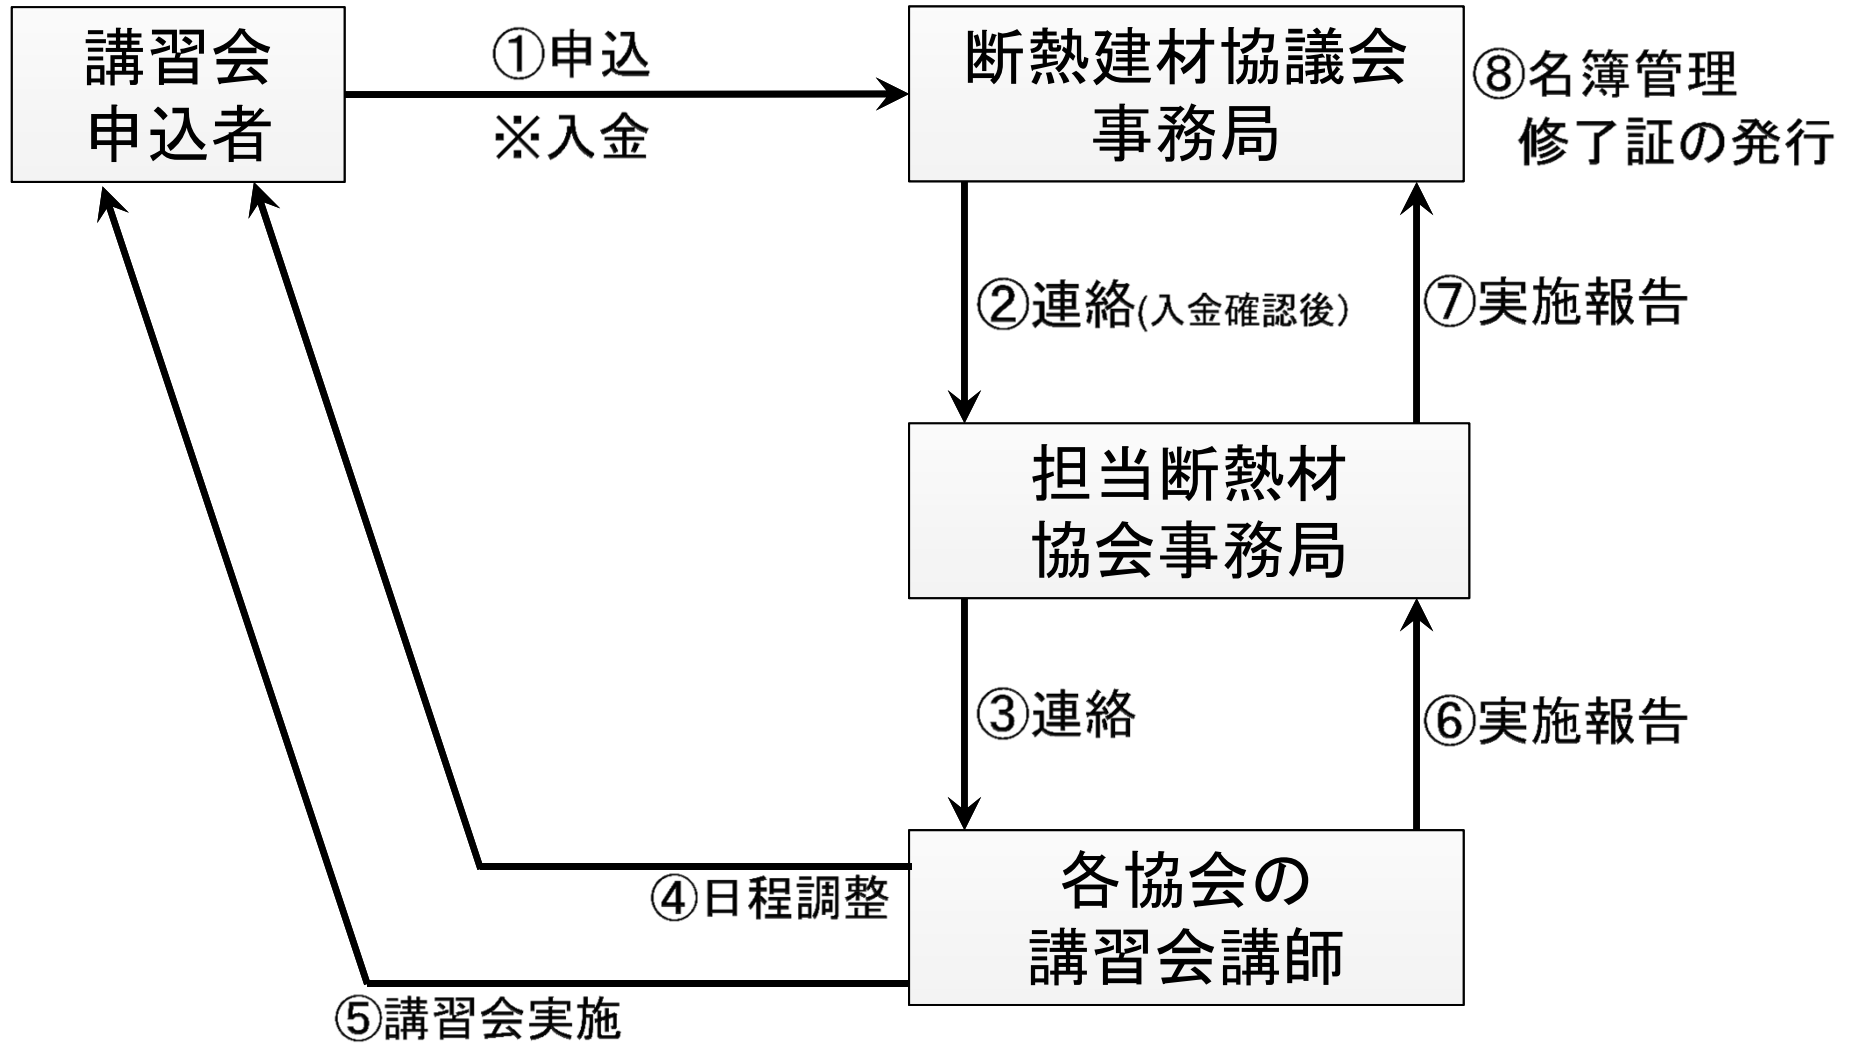 講習会
申込者
①申込
※入金
断熱建材協議会
事務局
⑧名簿管理
修了証の発行
②連絡(入金確認後)
⑦実施報告
担当断熱材
協会事務局
③連絡
⑥実施報告
④日程調整
各協会の
講習会講師
⑤講習会実施